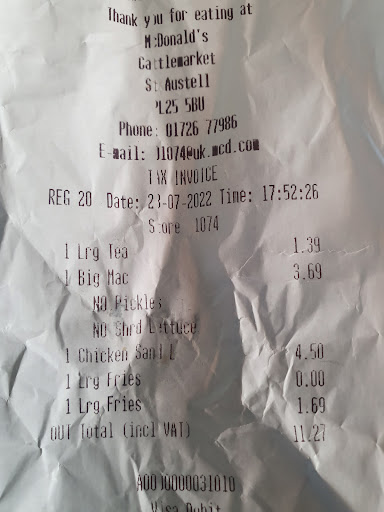 Thank you for eating at
McDonald's
Cattlemarket
St Austell
PL25 5BU
Phone: 01726 77986
E-mail: 01074@uk.mcd.com
TAX INVOICE
REG 20 Date: 23-07-2022 Time: 17:52:26
Store 1074
1 Lrg Tea 1.39
1 Big Mac 3.69
NO Pickles
NO Shrd Lettuce
1 Chicken L 4.50
1 Lrg Fries 0.00
1 Lrg Fries 1.69
OUT Total (incl VAT) 11.27
A0000000031010
Visa Debit